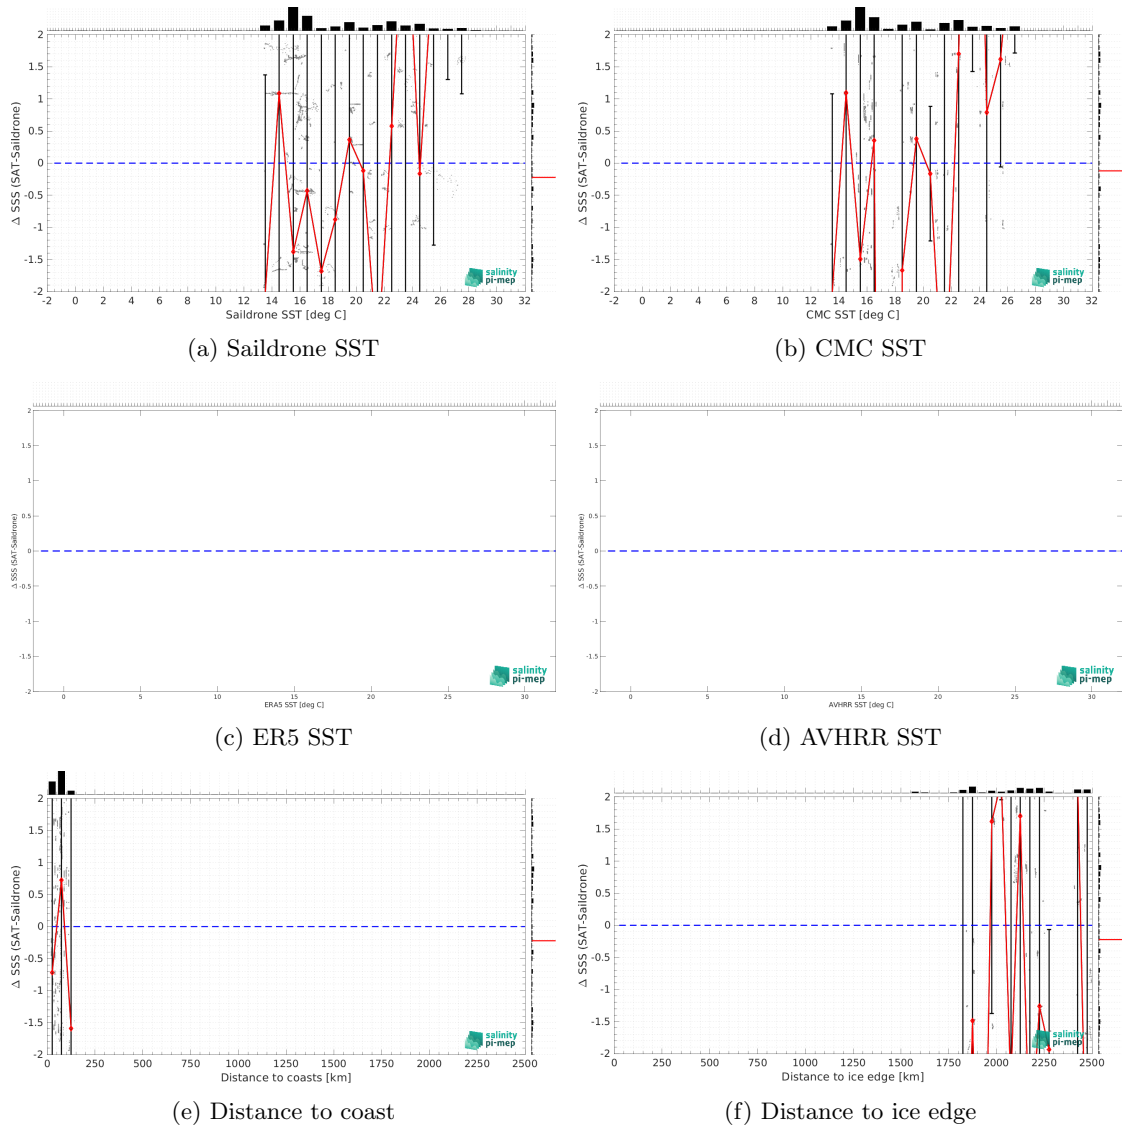 2
1.5
1
0.5
0
-0.5
-1
-1.5
-2
Δ SSS (SAT-Saildrone)
-2 0 2 4 6 8 10 12 14 16 18 20 22 24 26 28 30 32
Saildrone SST [deg C]
salinity
pi-mep
(a) Saildrone SST
2
1.5
1
0.5
0
-0.5
-1
-1.5
-2
Δ SSS (SAT-Saildrone)
-2 0 2 4 6 8 10 12 14 16 18 20 22 24 26 28 30 32
CMC SST [deg C]
salinity
pi-mep
(b) CMC SST
2
1.5
1
0.5
0
-0.5
-1
-1.5
-2
Δ SSS (SAT-Saildrone)
0 5 10 15 20 25 30
ERA5 SST [deg C]
salinity
pi-mep
(c) ER5 SST
2
1.5
1
0.5
0
-0.5
-1
-1.5
-2
Δ SSS (SAT-Saildrone)
0 5 10 15 20 25 30
AVHRR SST [deg C]
salinity
pi-mep
(d) AVHRR SST
2
1.5
1
0.5
0
-0.5
-1
-1.5
-2
Δ SSS (SAT-Saildrone)
0 250 500 750 1000 1250 1500 1750 2000 2250 2500
Distance to coasts [km]
salinity
pi-mep
(e) Distance to coast
2
1.5
1
0.5
0
-0.5
-1
-1.5
-2
Δ SSS (SAT-Saildrone)
0 250 500 750 1000 1250 1500 1750 2000 2250 2500
Distance to ice edge [km]
salinity
pi-mep
(f) Distance to ice edge